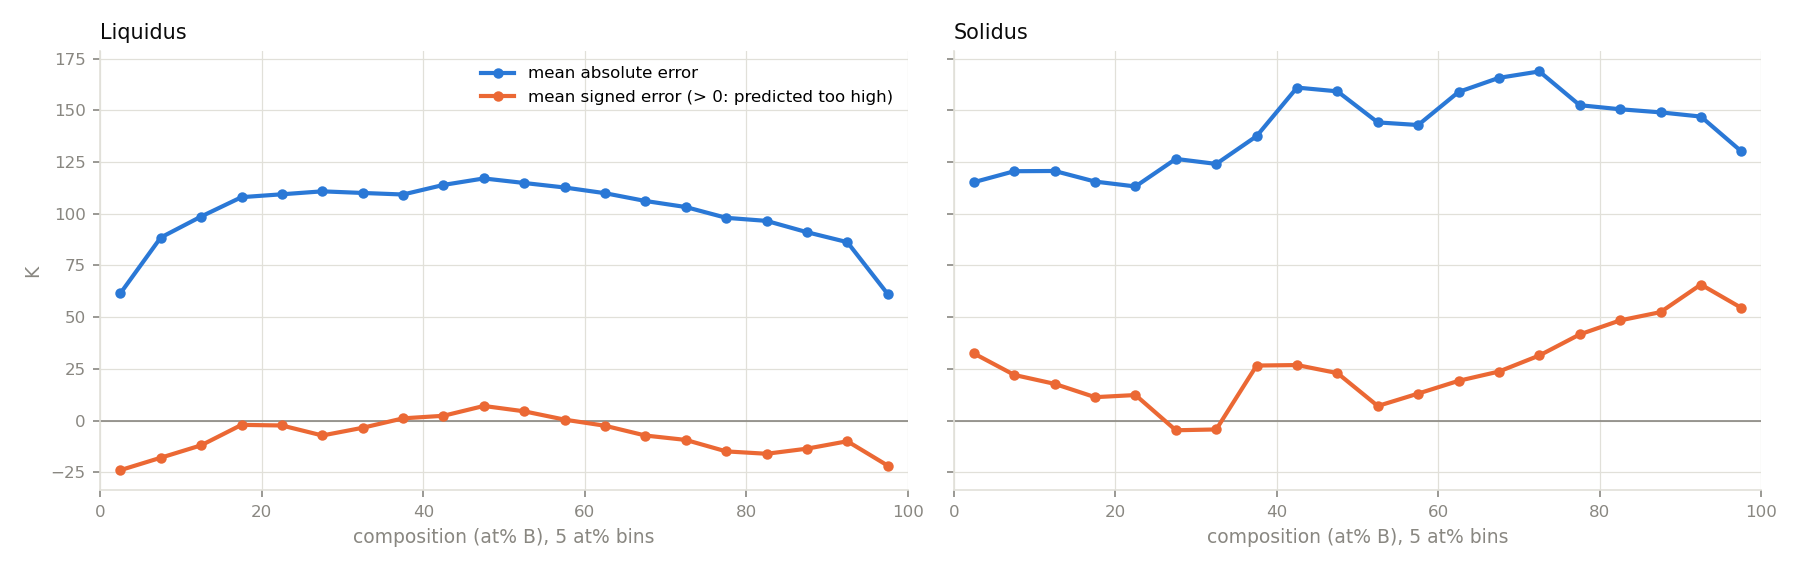 Liquidus
Solidus
mean absolute error
mean signed error (> 0: predicted too high)
K
175
150
125
100
75
50
25
0
−25
0 20 40 60 80 100
0 20 40 60 80 100
composition (at% B), 5 at% bins
composition (at% B), 5 at% bins